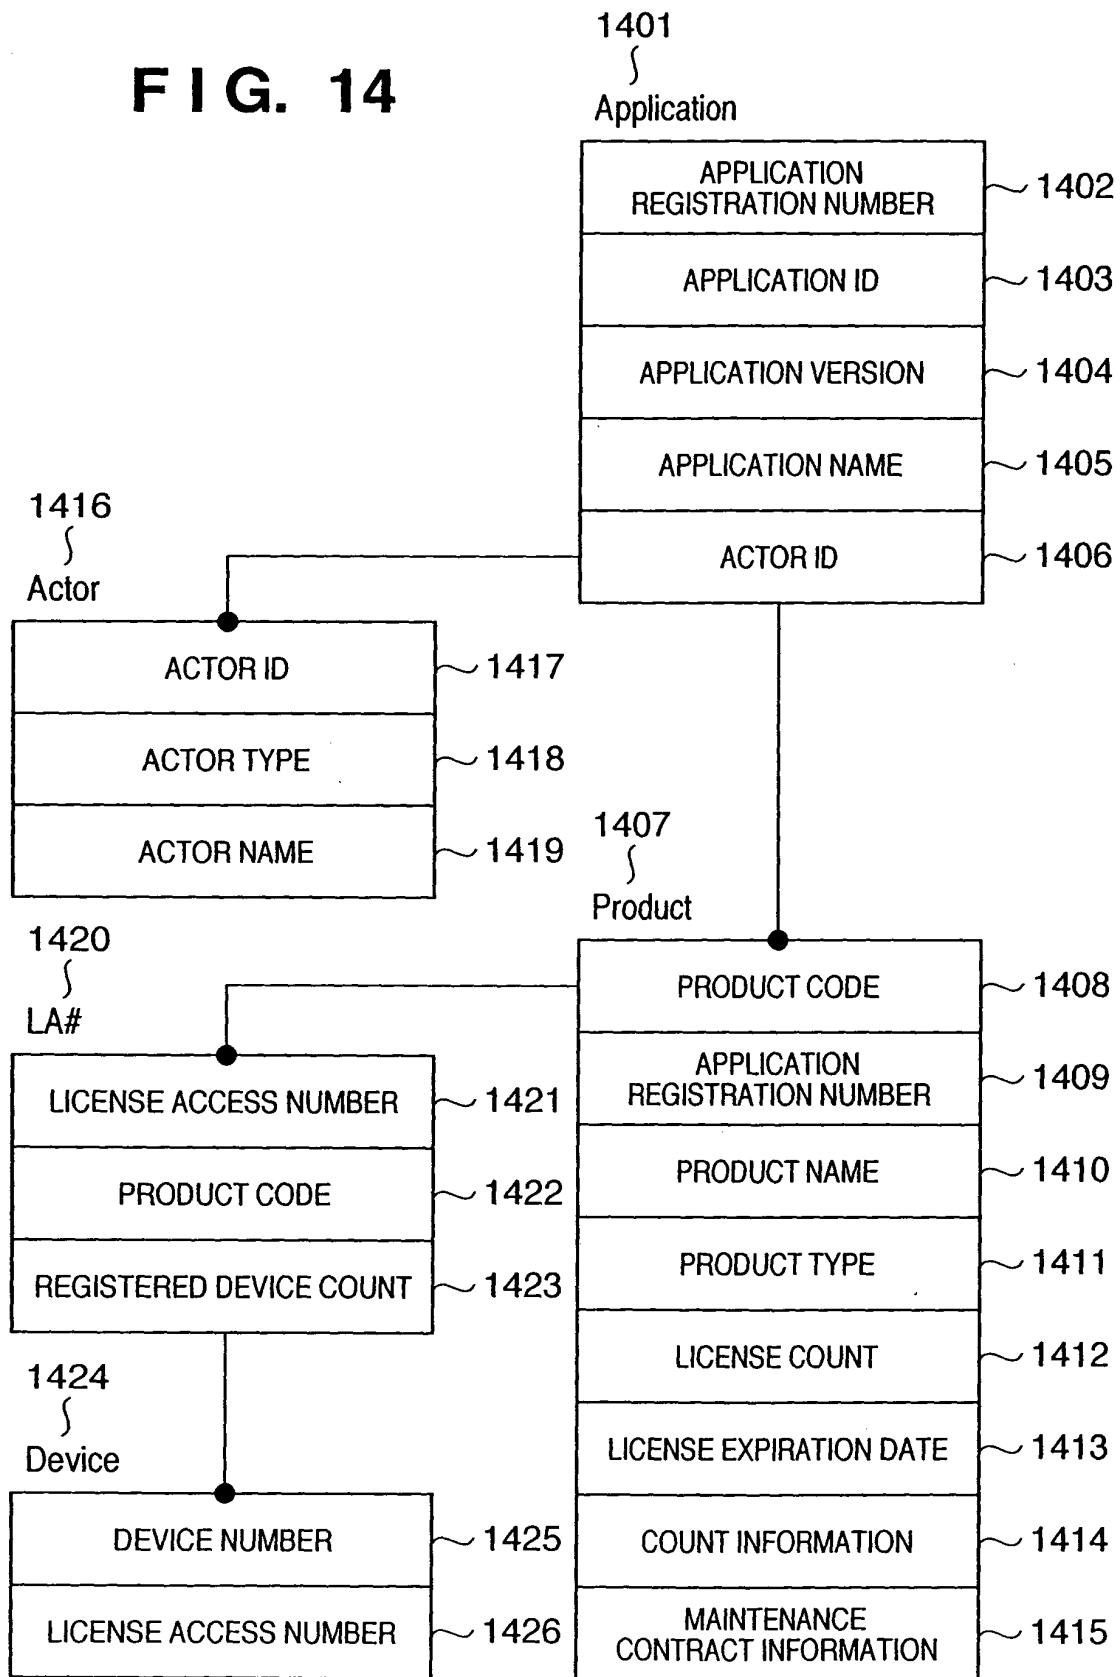 FIG. 14
1401
Application
APPLICATION
REGISTRATION NUMBER
1402
APPLICATION ID
1403
APPLICATION VERSION
1404
APPLICATION NAME
1405
ACTOR ID
1406
1416
Actor
ACTOR ID
1417
ACTOR TYPE
1418
ACTOR NAME
1419
1407
Product
PRODUCT CODE
1408
APPLICATION
REGISTRATION NUMBER
1409
PRODUCT NAME
1410
PRODUCT TYPE
1411
LICENSE COUNT
1412
LICENSE EXPIRATION DATE
1413
COUNT INFORMATION
1414
MAINTENANCE
CONTRACT INFORMATION
1415
1420
LA#
LICENSE ACCESS NUMBER
1421
PRODUCT CODE
1422
REGISTERED DEVICE COUNT
1423
1424
Device
DEVICE NUMBER
1425
LICENSE ACCESS NUMBER
1426